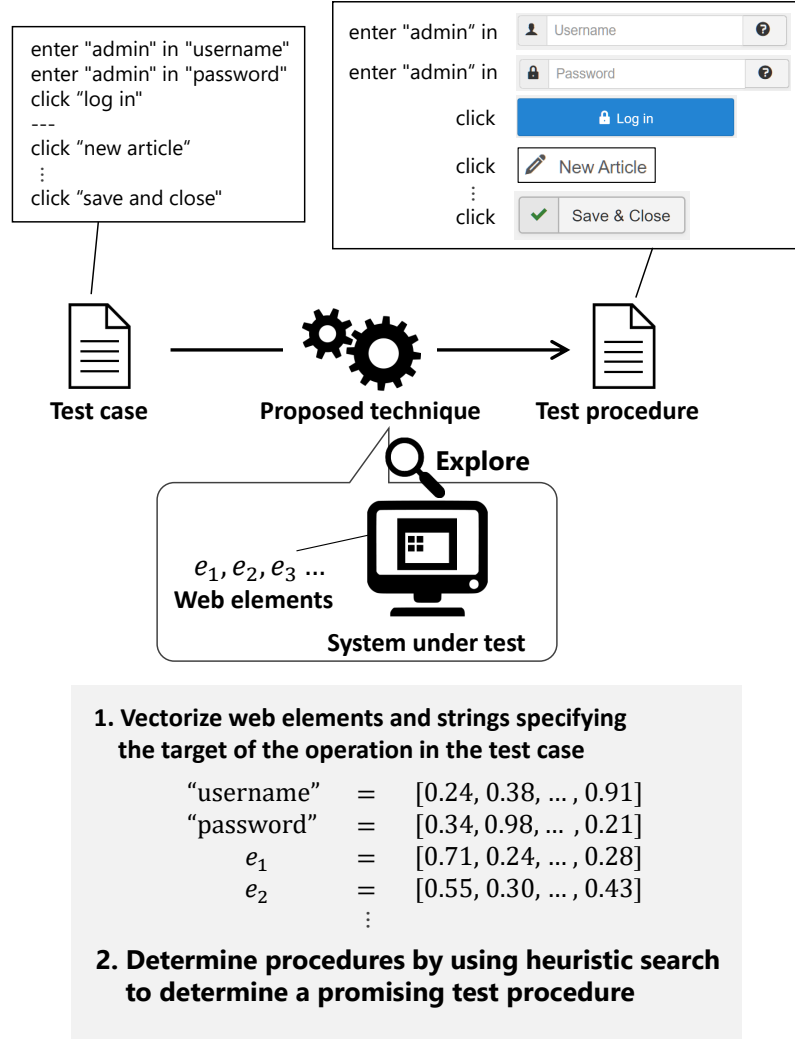 enter "admin" in "username"
enter "admin" in "password"
click “log in"
---
click “new article”
⋮
click “save and close"
enter "admin“ in Username
enter "admin“ in Password
click Log in
click New Article
⋮
click Save & Close
Test case
Proposed technique
Test procedure
Explore
e₁, e₂, e₃ ...
Web elements
System under test
1. Vectorize web elements and strings specifying
the target of the operation in the test case
“username” = [0.24, 0.38, … , 0.91]
“password” = [0.34, 0.98, … , 0.21]
e₁ = [0.71, 0.24, … , 0.28]
e₂ = [0.55, 0.30, … , 0.43]
⋮
2. Determine procedures by using heuristic search
to determine a promising test procedure